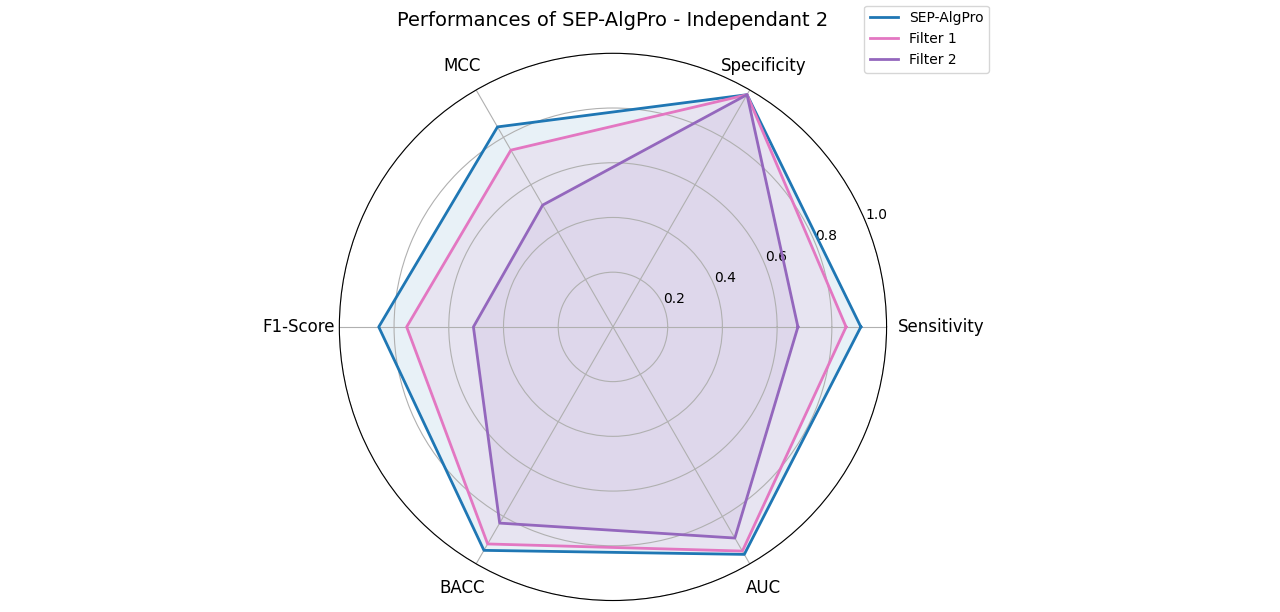 Performances of SEP-AlgPro - Independant 2
SEP-AlgPro
Filter 1
Filter 2
MCC
Specificity
1.0
0.8
0.6
0.4
0.2
F1-Score
Sensitivity
BACC
AUC